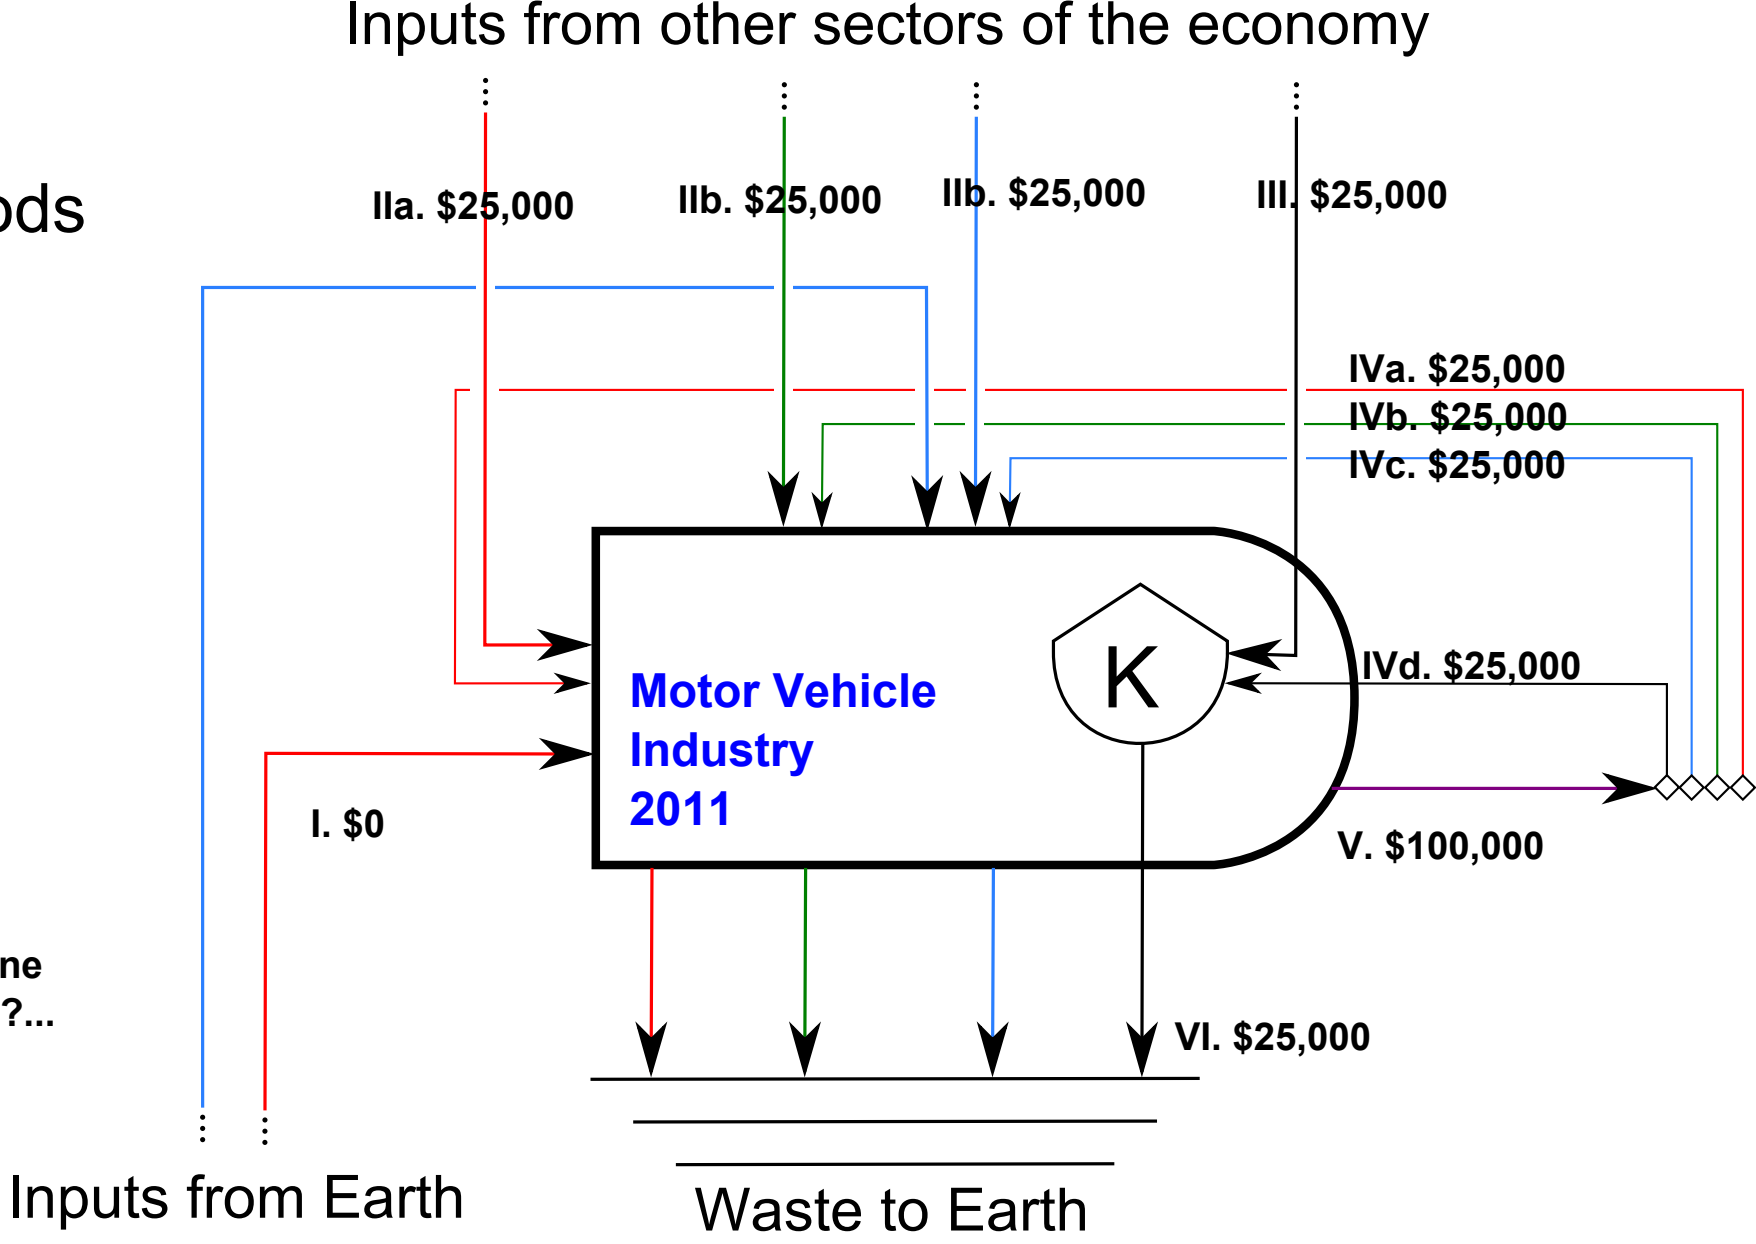 Inputs from other sectors of the economy
ods
IIa. $25,000
IIb. $25,000
IIb. $25,000
III. $25,000
IVa. $25,000
IVb. $25,000
IVc. $25,000
K
IVd. $25,000
Motor Vehicle
Industry
2011
I. $0
V. $100,000
ne
?...
VI. $25,000
Inputs from Earth
Waste to Earth